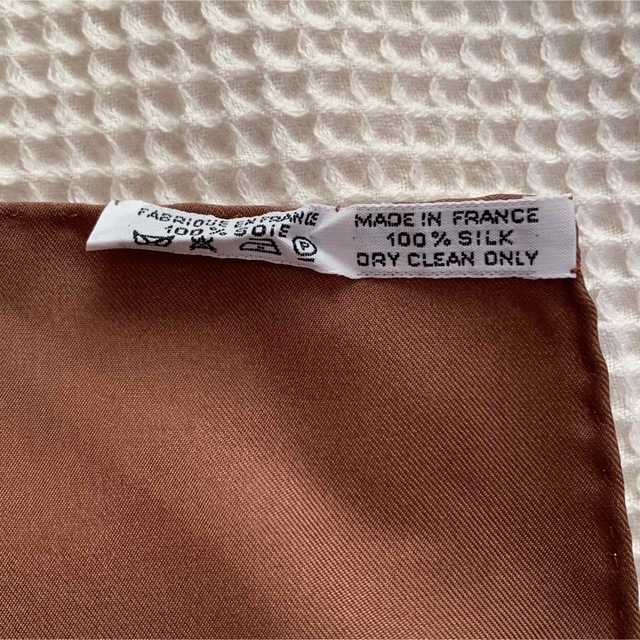 FABRIQUE EN FRANCE
100% SOIE
P
MADE IN FRANCE
100% SILK
DRY CLEAN ONLY